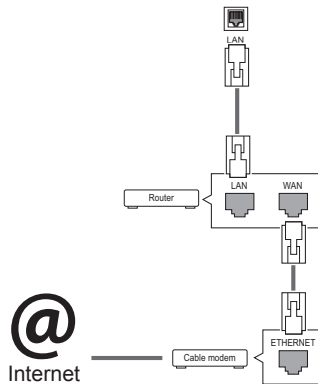 LAN
LAN
WAN
Router
ETHERNET
Cable modem
@
Internet